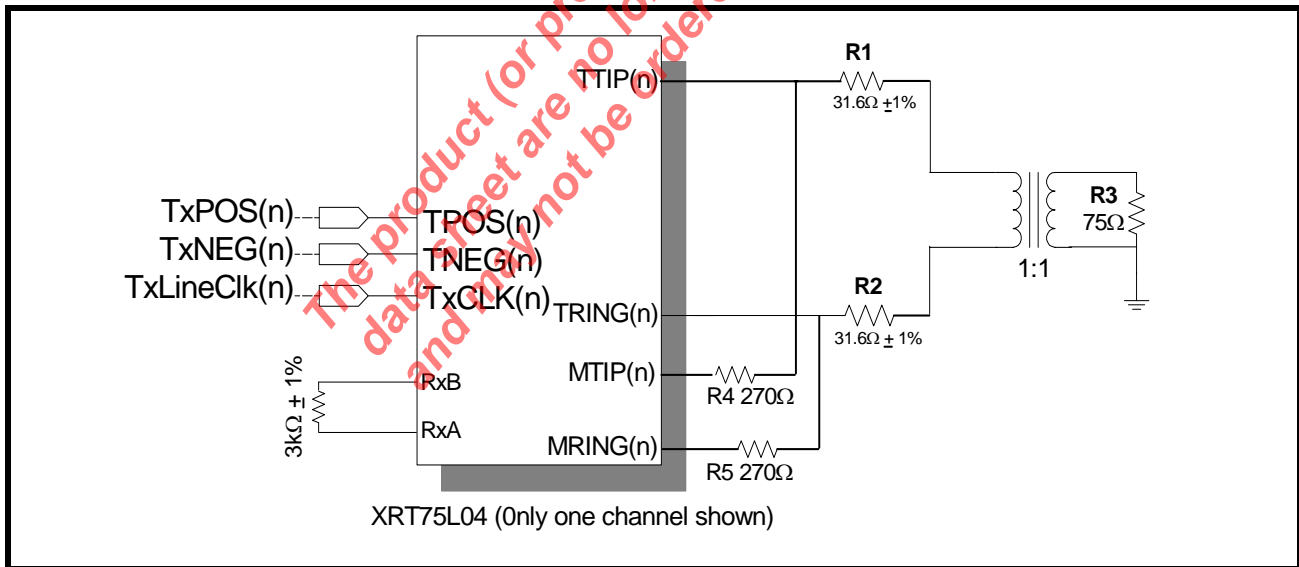 The product (or pro
data sheet are no lo
and may not be ordere
TTIP(n)
R1
31.6Ω ±1%
TxPOS(n)
TPOS(n)
TxNEG(n)
TNEG(n)
TxLineClk(n)
TxCLK(n)
R3
75Ω
1:1
TRING(n)
R2
31.6Ω ± 1%
MTIP(n)
R4 270Ω
3kΩ ± 1%
RxB
RxA
MRING(n)
R5 270Ω
XRT75L04 (0nly one channel shown)